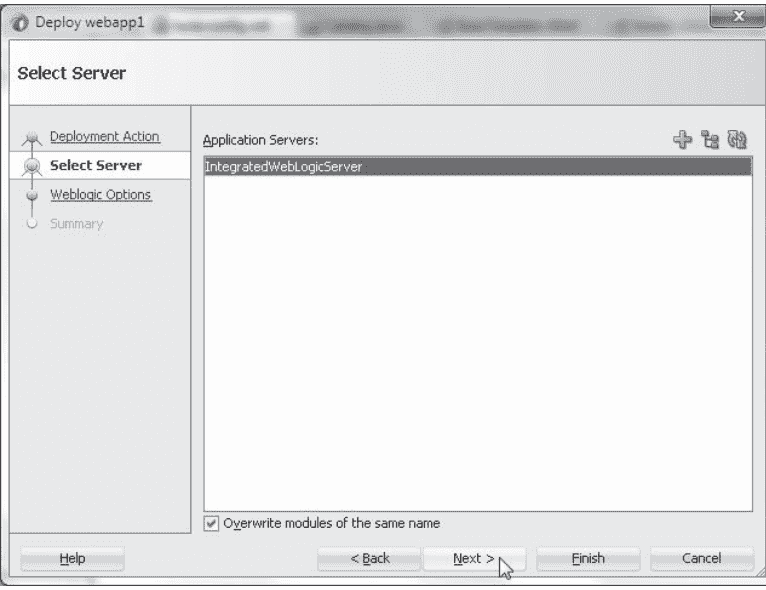 Deploy webapp1
Select Server
Deployment Action
Select Server
Weblogic Options
Summary
Application Servers:
IntegratedWebLogicServer
Overwrite modules of the same name
Help
< Back
Next >
Finish
Cancel